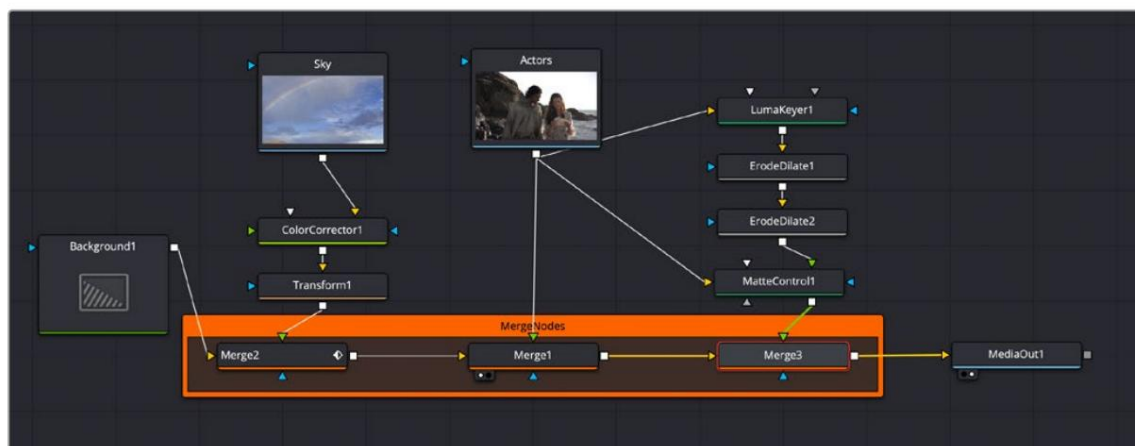 Sky
Actors
LumaKeyer1
ErodeDilate1
ErodeDilate2
Background1
ColorCorrector1
Transform1
MatteControl1
MergeNodes
Merge2
Merge1
Merge3
MediaOut1